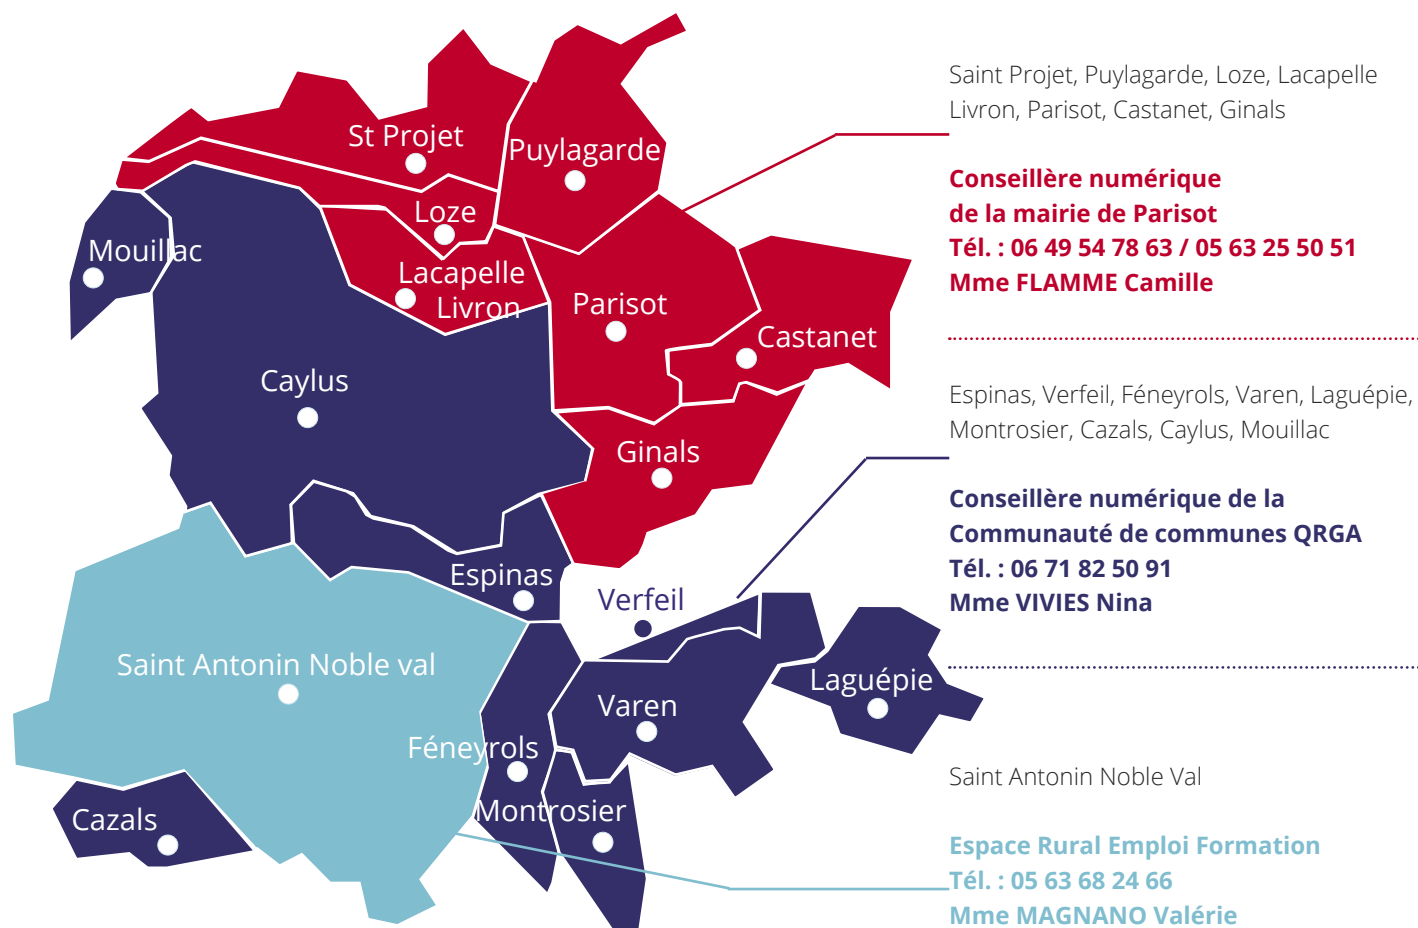 St Projet
Puylagarde
Loze
Mouillac
Lacapelle
Livron
Parisot
Castanet
Caylus
Ginals
Espinas
Verfeil
Saint Antonin Noble val
Laguépie
Varen
Féneyrols
Montrosier
Cazals
Saint Projet, Puylagarde, Loze, Lacapelle
Livron, Parisot, Castanet, Ginals
Conseillère numérique
de la mairie de Parisot
Tél. : 06 49 54 78 63 / 05 63 25 50 51
Mme FLAMME Camille
Espinas, Verfeil, Féneyrols, Varen, Laguépie,
Montrosier, Cazals, Caylus, Mouillac
Conseillère numérique de la
Communauté de communes QRGA
Tél. : 06 71 82 50 91
Mme VIVIES Nina
Saint Antonin Noble Val
Espace Rural Emploi Formation
Tél. : 05 63 68 24 66
Mme MAGNANO Valérie